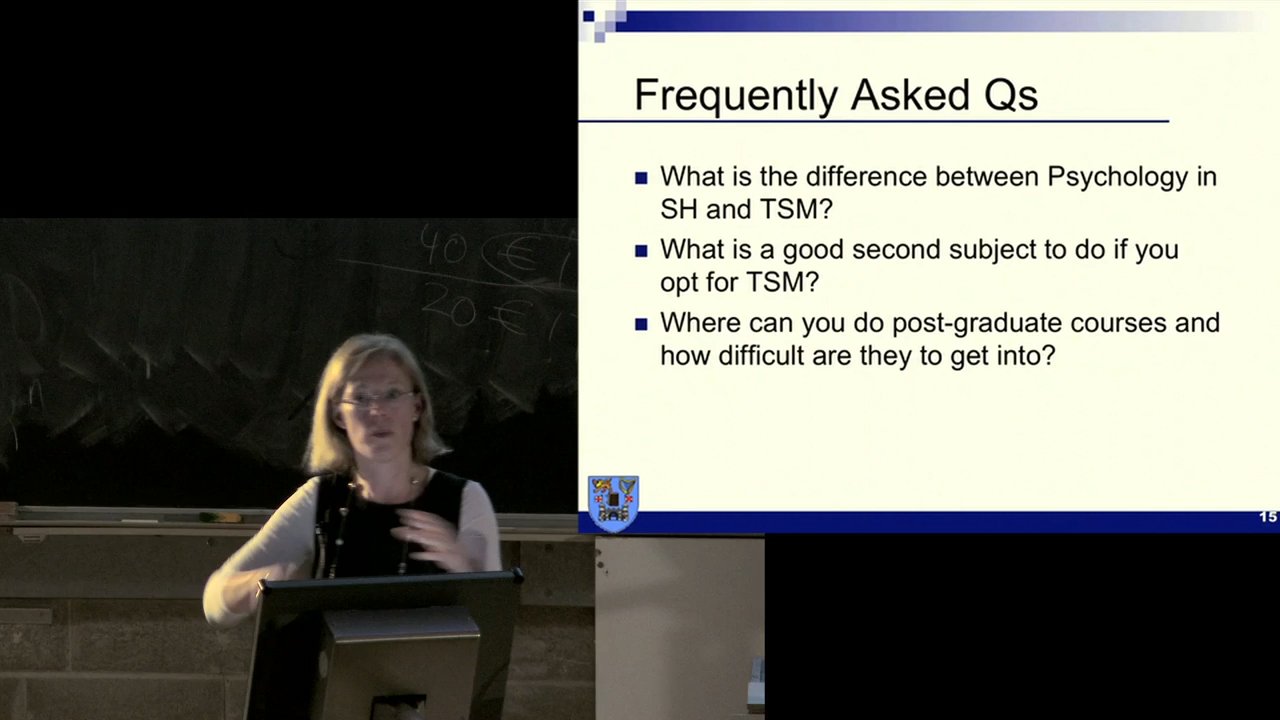 Frequently Asked Qs
What is the difference between Psychology in
SH and TSM?
What is a good second subject to do if you
opt for TSM?
Where can you do post-graduate courses and
how difficult are they to get into?
15
40 €
20 €